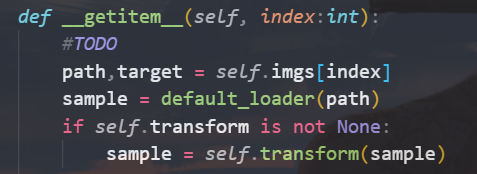 def __getitem__(self, index:int):
#TODO
path,target = self.imgs[index]
sample = default_loader(path)
if self.transform is not None:
sample = self.transform(sample)